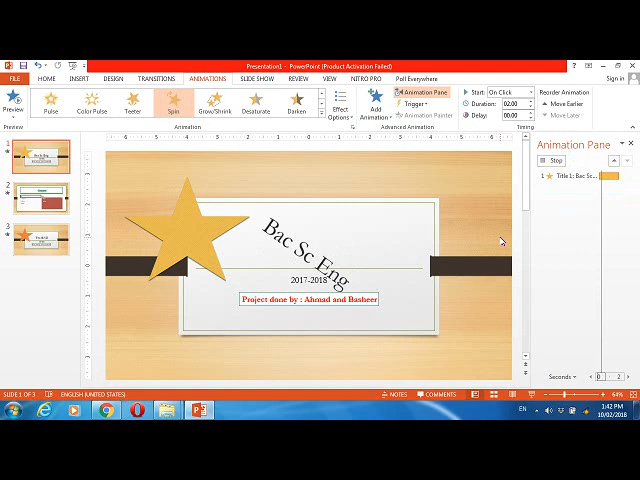 Presentation1 - PowerPoint (Product Activation Failed)
FILE HOME INSERT DESIGN TRANSITIONS ANIMATIONS SLIDE SHOW REVIEW VIEW NITRO PRO Poll Everywhere Sign in
Preview
Pulse Color Pulse Teeter Spin Grow/Shrink Desaturate Darken
Effect Options
Add Animation
Animation Pane
Trigger
Animation Painter
Start: On Click
Duration: 02.00
Delay: 00.00
Reorder Animation
Move Earlier
Move Later
Preview Animation Advanced Animation Timing
1
2
3
Bac Sc Eng
2017-2018
Project done by : Ahmad and Basheer
Animation Pane
Stop
1 Title 1: Bac Sc...
Seconds 0 2
SLIDE 1 OF 3 ENGLISH (UNITED STATES) NOTES COMMENTS 64%
EN 1:42 PM
10/02/2018